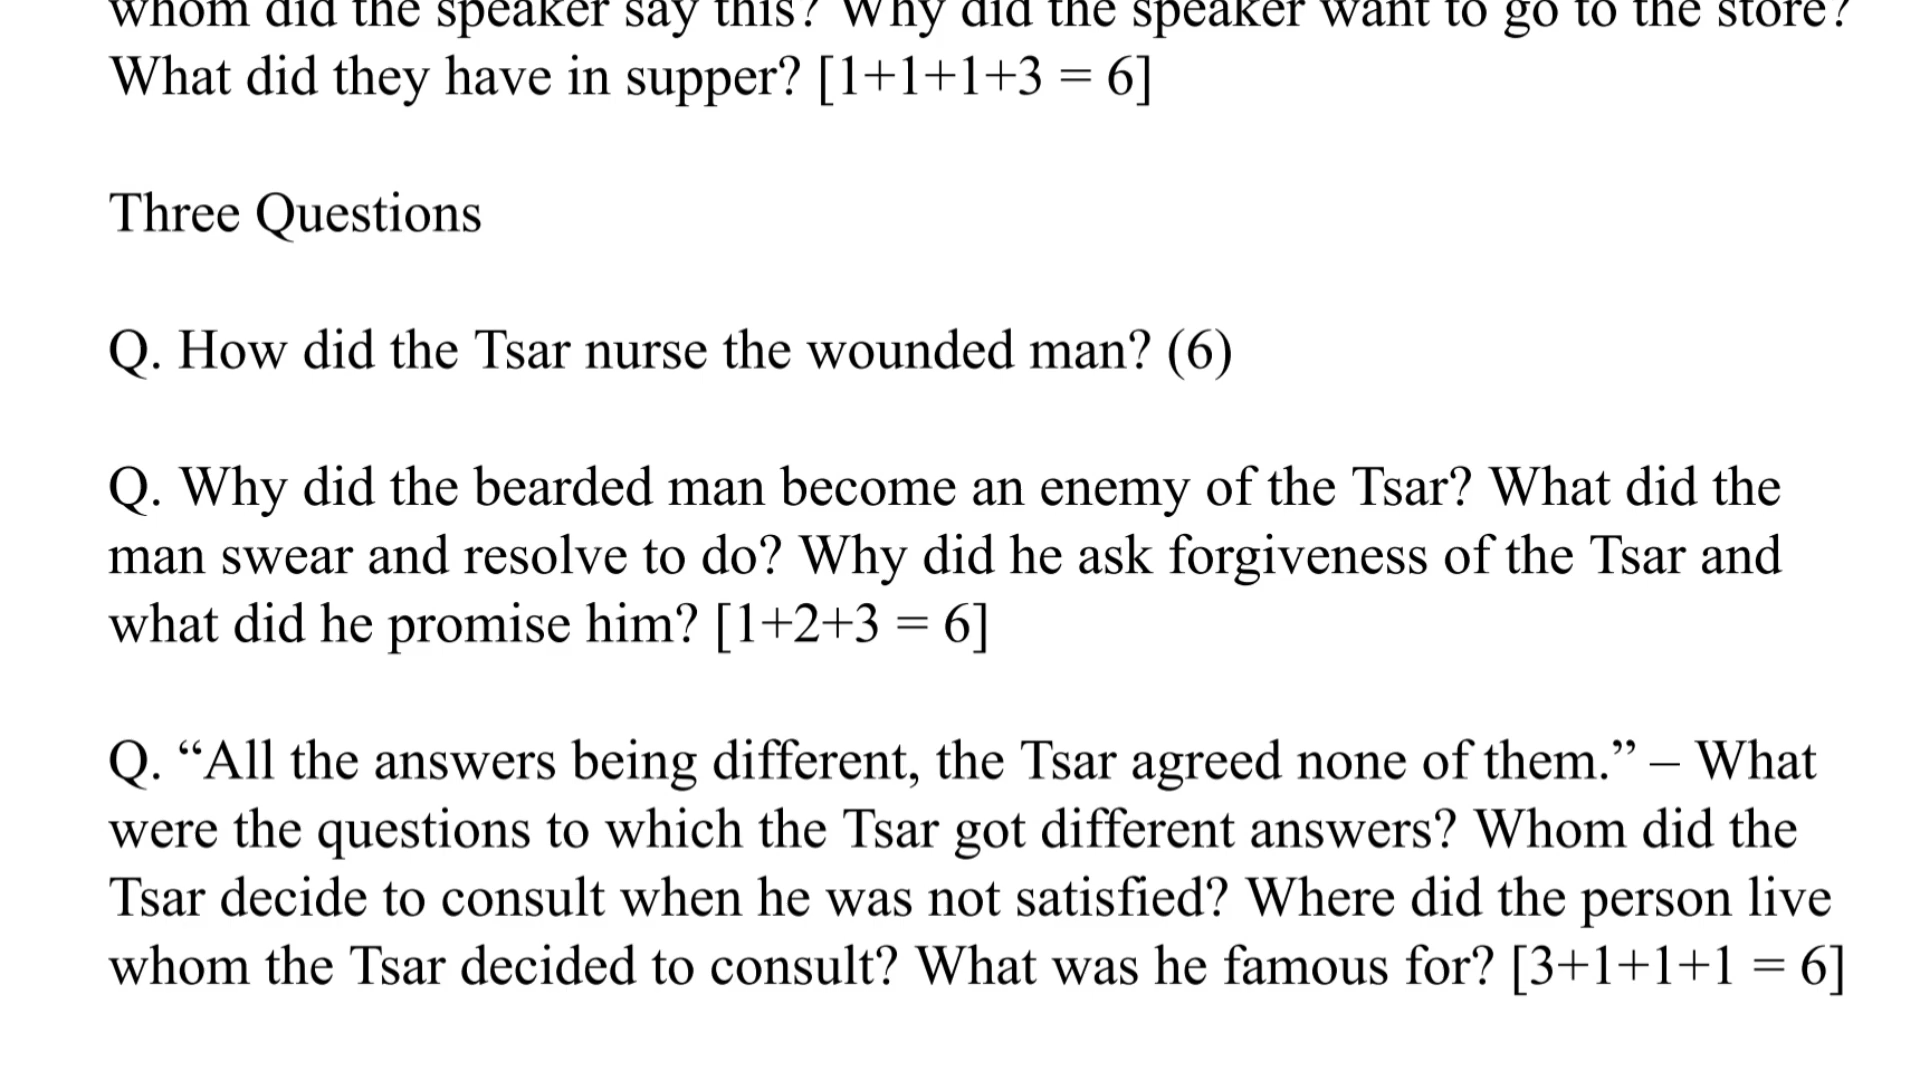 whom did the speaker say this? Why did the speaker want to go to the store?
What did they have in supper? [1+1+1+3 = 6]
Three Questions
Q. How did the Tsar nurse the wounded man? (6)
Q. Why did the bearded man become an enemy of the Tsar? What did the
man swear and resolve to do? Why did he ask forgiveness of the Tsar and
what did he promise him? [1+2+3 = 6]
Q. “All the answers being different, the Tsar agreed none of them.” – What
were the questions to which the Tsar got different answers? Whom did the
Tsar decide to consult when he was not satisfied? Where did the person live
whom the Tsar decided to consult? What was he famous for? [3+1+1+1 = 6]